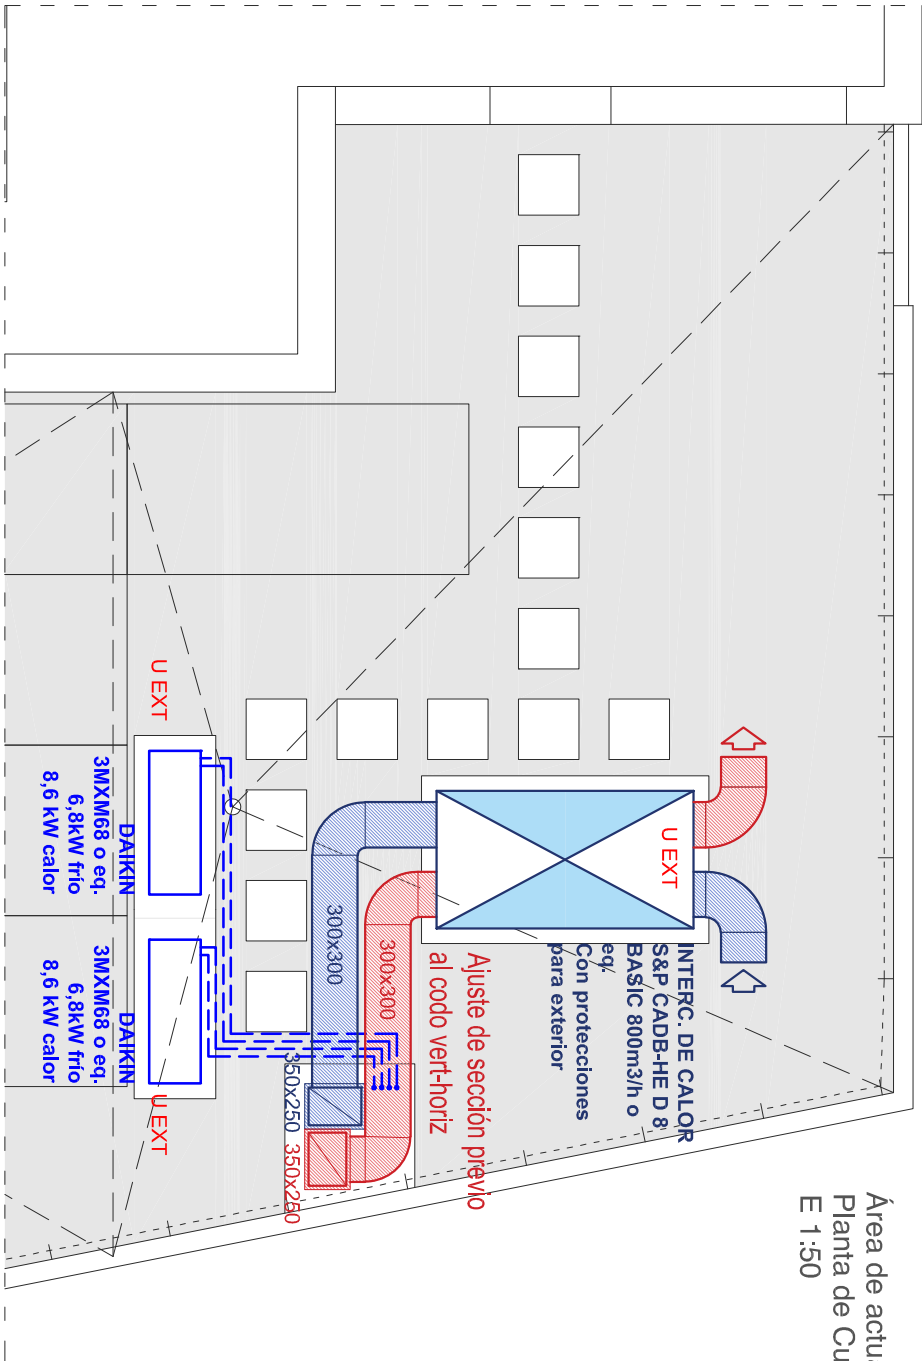 Área de actu
Planta de Cu
E 1:50
U EXT
INTERC. DE CALOR
S&P CADB-HE D 8
BASIC 800m3/h o
eq.
Con protecciones
para exterior
Ajuste de sección previo
al codo vert-horiz
300x300
300x300
350x250
350x250
U EXT
DAIKIN
3MXM68 o eq.
6,8kW frío
8,6 kW calor
DAIKIN
3MXM68 o eq.
6,8kW frío
8,6 kW calor
U EXT